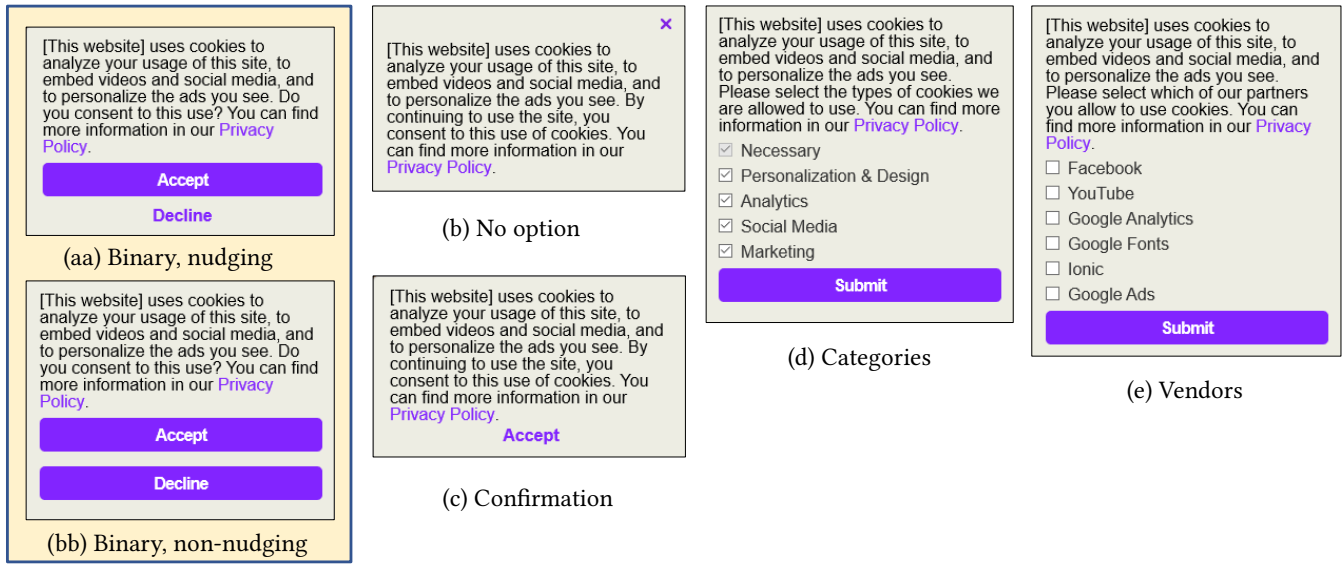 [This website] uses cookies to
analyze your usage of this site, to
embed videos and social media, and
to personalize the ads you see. Do
you consent to this use? You can find
more information in our Privacy
Policy.
Accept
Decline
(aa) Binary, nudging
[This website] uses cookies to
analyze your usage of this site, to
embed videos and social media, and
to personalize the ads you see. Do
you consent to this use? You can find
more information in our Privacy
Policy.
Accept
Decline
(bb) Binary, non-nudging
×
[This website] uses cookies to
analyze your usage of this site, to
embed videos and social media, and
to personalize the ads you see. By
continuing to use the site, you
consent to this use of cookies. You
can find more information in our
Privacy Policy.
(b) No option
[This website] uses cookies to
analyze your usage of this site, to
embed videos and social media, and
to personalize the ads you see. By
continuing to use the site, you
consent to this use of cookies. You
can find more information in our
Privacy Policy.
Accept
(c) Confirmation
[This website] uses cookies to
analyze your usage of this site, to
embed videos and social media, and
to personalize the ads you see.
Please select the types of cookies we
are allowed to use. You can find more
information in our Privacy Policy.
Necessary
Personalization & Design
Analytics
Social Media
Marketing
Submit
(d) Categories
[This website] uses cookies to
analyze your usage of this site, to
embed videos and social media, and
to personalize the ads you see.
Please select which of our partners
you allow to use cookies. You can
find more information in our Privacy
Policy.
Facebook
YouTube
Google Analytics
Google Fonts
Ionic
Google Ads
Submit
(e) Vendors